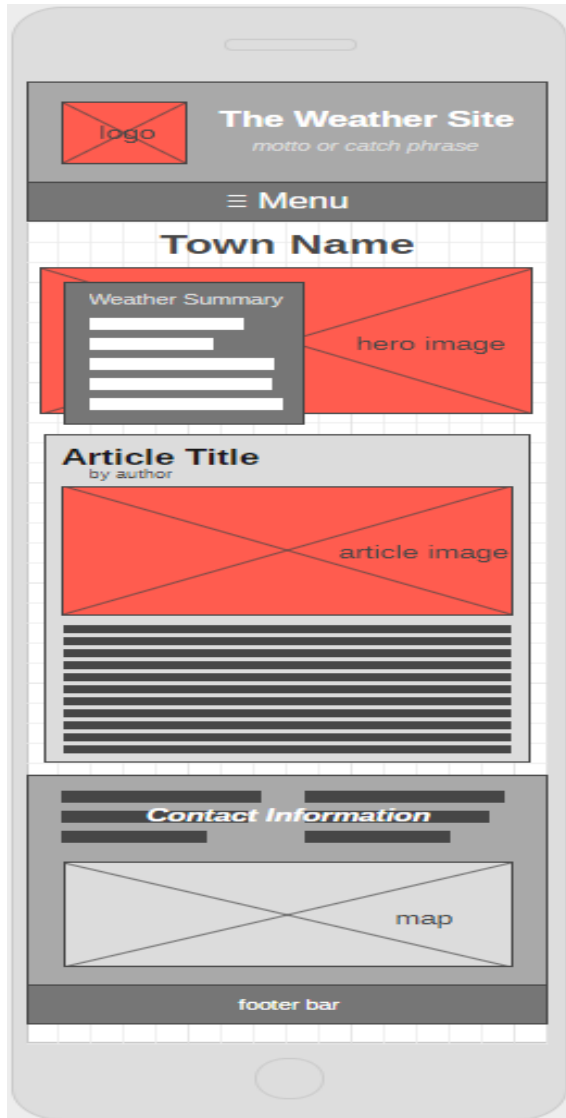 logo
The Weather Site
motto or catch phrase
≡ Menu
Town Name
Weather Summary
hero image
Article Title
by author
article image
Contact Information
map
footer bar